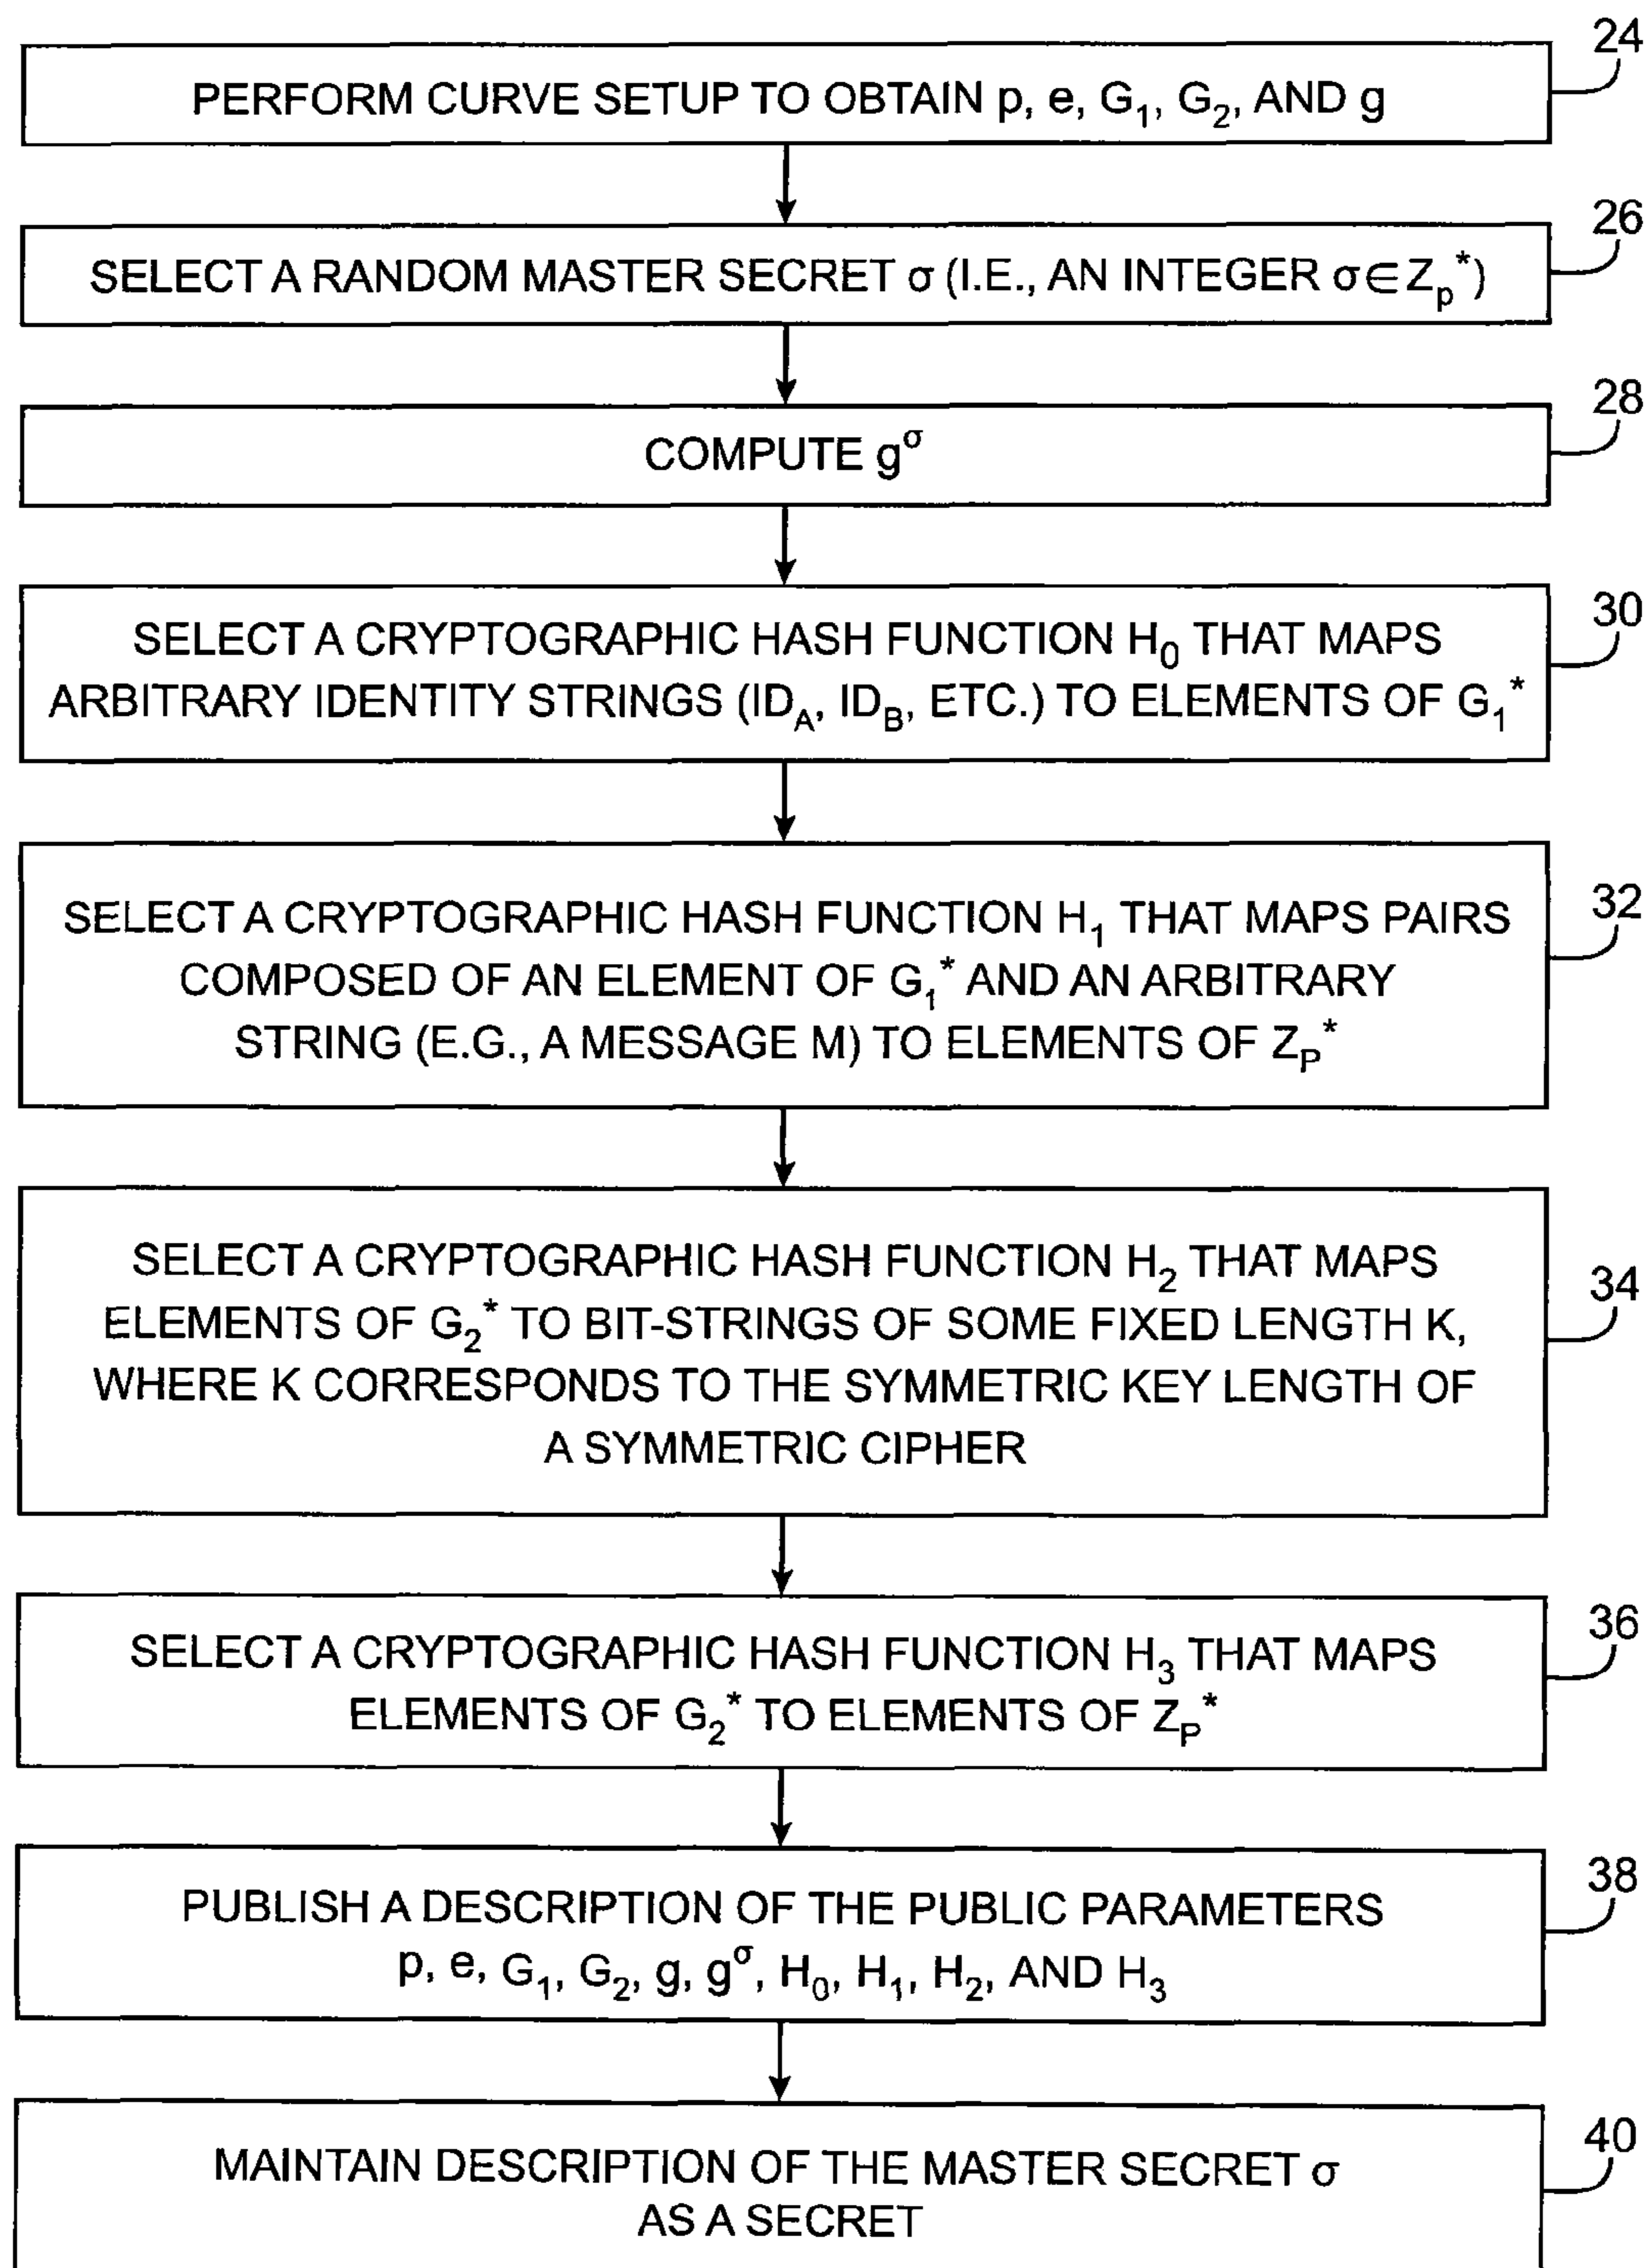 24
PERFORM CURVE SETUP TO OBTAIN p, e, G₁, G₂, AND g
26
SELECT A RANDOM MASTER SECRET σ (I.E., AN INTEGER σ∈Zₚ*)
28
COMPUTE g^σ
30
SELECT A CRYPTOGRAPHIC HASH FUNCTION H₀ THAT MAPS
ARBITRARY IDENTITY STRINGS (ID_A, ID_B, ETC.) TO ELEMENTS OF G₁*
32
SELECT A CRYPTOGRAPHIC HASH FUNCTION H₁ THAT MAPS PAIRS
COMPOSED OF AN ELEMENT OF G₁* AND AN ARBITRARY
STRING (E.G., A MESSAGE M) TO ELEMENTS OF Z_P*
34
SELECT A CRYPTOGRAPHIC HASH FUNCTION H₂ THAT MAPS
ELEMENTS OF G₂* TO BIT-STRINGS OF SOME FIXED LENGTH K,
WHERE K CORRESPONDS TO THE SYMMETRIC KEY LENGTH OF
A SYMMETRIC CIPHER
36
SELECT A CRYPTOGRAPHIC HASH FUNCTION H₃ THAT MAPS
ELEMENTS OF G₂* TO ELEMENTS OF Z_P*
38
PUBLISH A DESCRIPTION OF THE PUBLIC PARAMETERS
p, e, G₁, G₂, g, g^σ, H₀, H₁, H₂, AND H₃
40
MAINTAIN DESCRIPTION OF THE MASTER SECRET σ
AS A SECRET